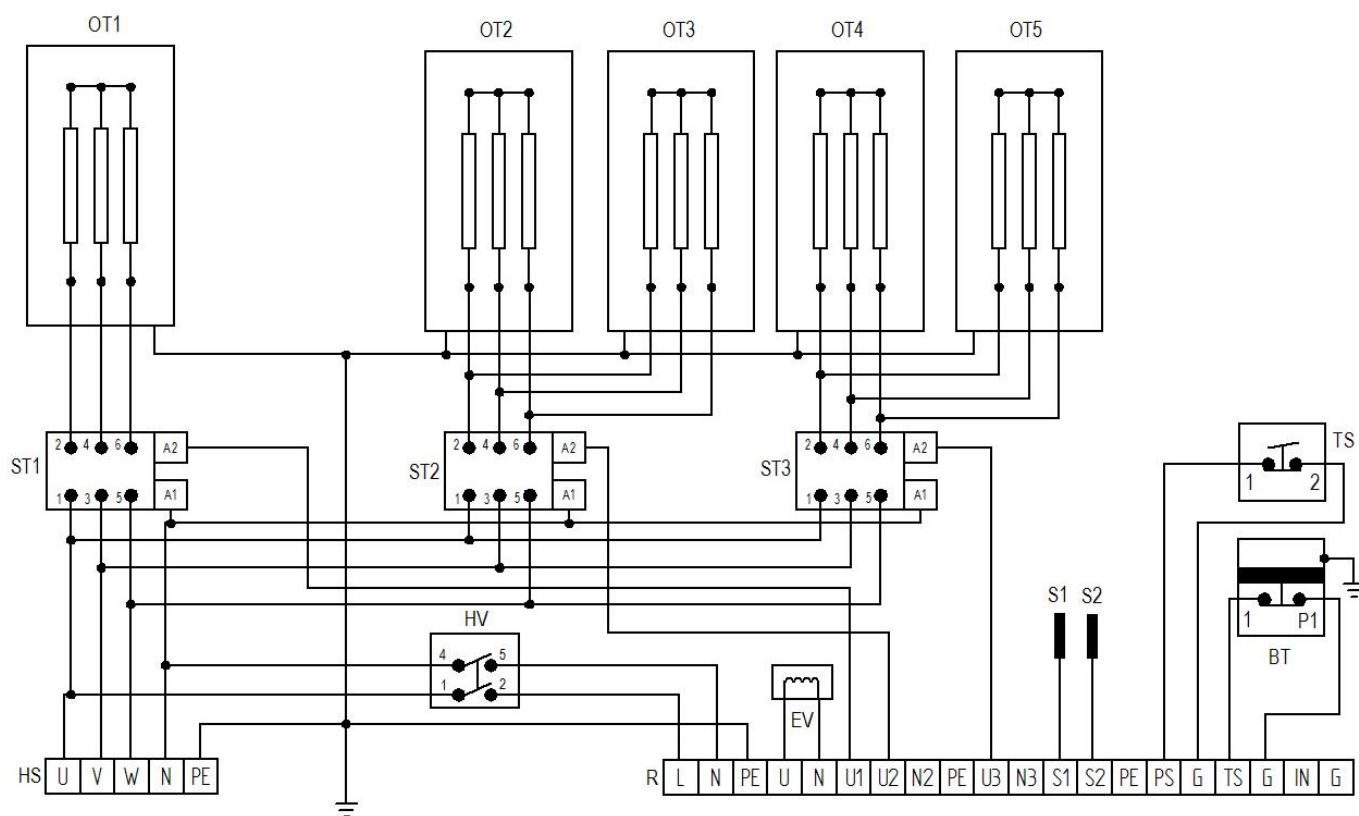 OT1 OT2 OT3 OT4 OT5
2 4 6 A2 2 4 6 A2 2 4 6 A2 TS
ST1 ST2 ST3
1 3 5 A1 1 3 5 A1 1 3 5 A1
1 2
S1 S2
HV
1 P1
4 5
BT
1 2
EV
HS U V W N PE
R L N PE U N U1 U2 N2 PE U3 N3 S1 S2 PE PS G TS G IN G